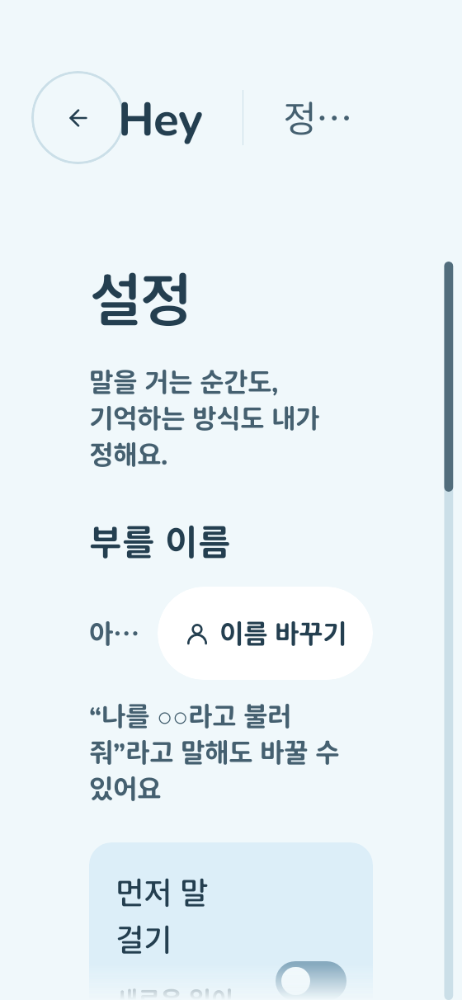 Hey
정…
설정
말을 거는 순간도,
기억하는 방식도 내가
정해요.
부를 이름
아…
이름 바꾸기
“나를 ○○라고 불러
줘”라고 말해도 바꿀 수
있어요
먼저 말
걸기